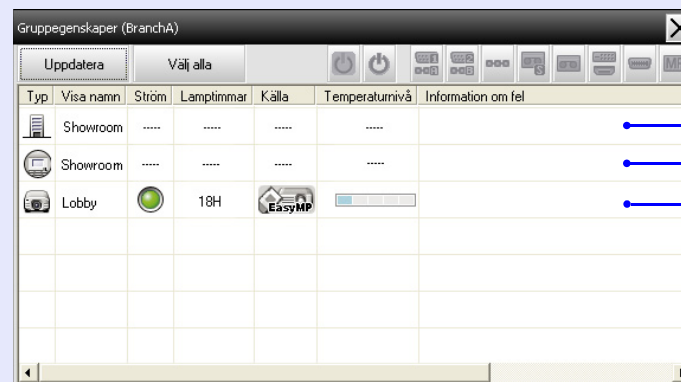 Gruppegenskaper (BranchA)
Uppdatera Välj alla
Typ Visa namn Ström Lamptimmar Källa Temperaturnivå Information om fel
Showroom ----- ----- ----- -----
Showroom ----- ----- ----- -----
Lobby 18H EasyMP